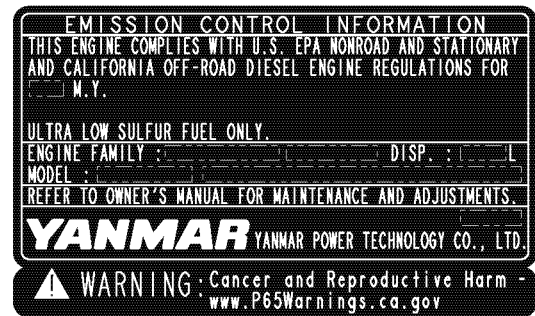 EMISSION CONTROL INFORMATION
THIS ENGINE COMPLIES WITH U.S. EPA NONROAD AND STATIONARY
AND CALIFORNIA OFF-ROAD DIESEL ENGINE REGULATIONS FOR
M.Y.
ULTRA LOW SULFUR FUEL ONLY.
ENGINE FAMILY : DISP. : L
MODEL :
REFER TO OWNER'S MANUAL FOR MAINTENANCE AND ADJUSTMENTS.
YANMAR YANMAR POWER TECHNOLOGY CO., LTD.
WARNING: Cancer and Reproductive Harm -
www.P65Warnings.ca.gov